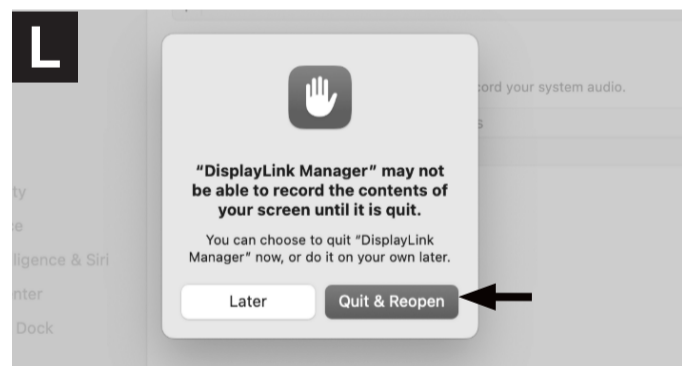 L
cord your system audio.
"DisplayLink Manager" may not
be able to record the contents of
your screen until it is quit.
You can choose to quit "DisplayLink
Manager" now, or do it on your own later.
Later
Quit & Reopen
ty
lligence & Siri
nter
Dock